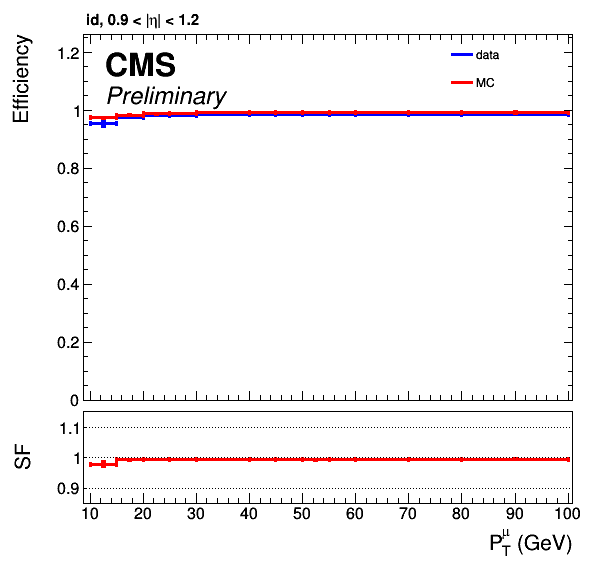 id, 0.9 < |η| < 1.2
Efficiency
CMS
Preliminary
data
MC
1.2
1
0.8
0.6
0.4
0.2
0
SF
1.1
1
0.9
10 20 30 40 50 60 70 80 90 100
P_T^μ (GeV)